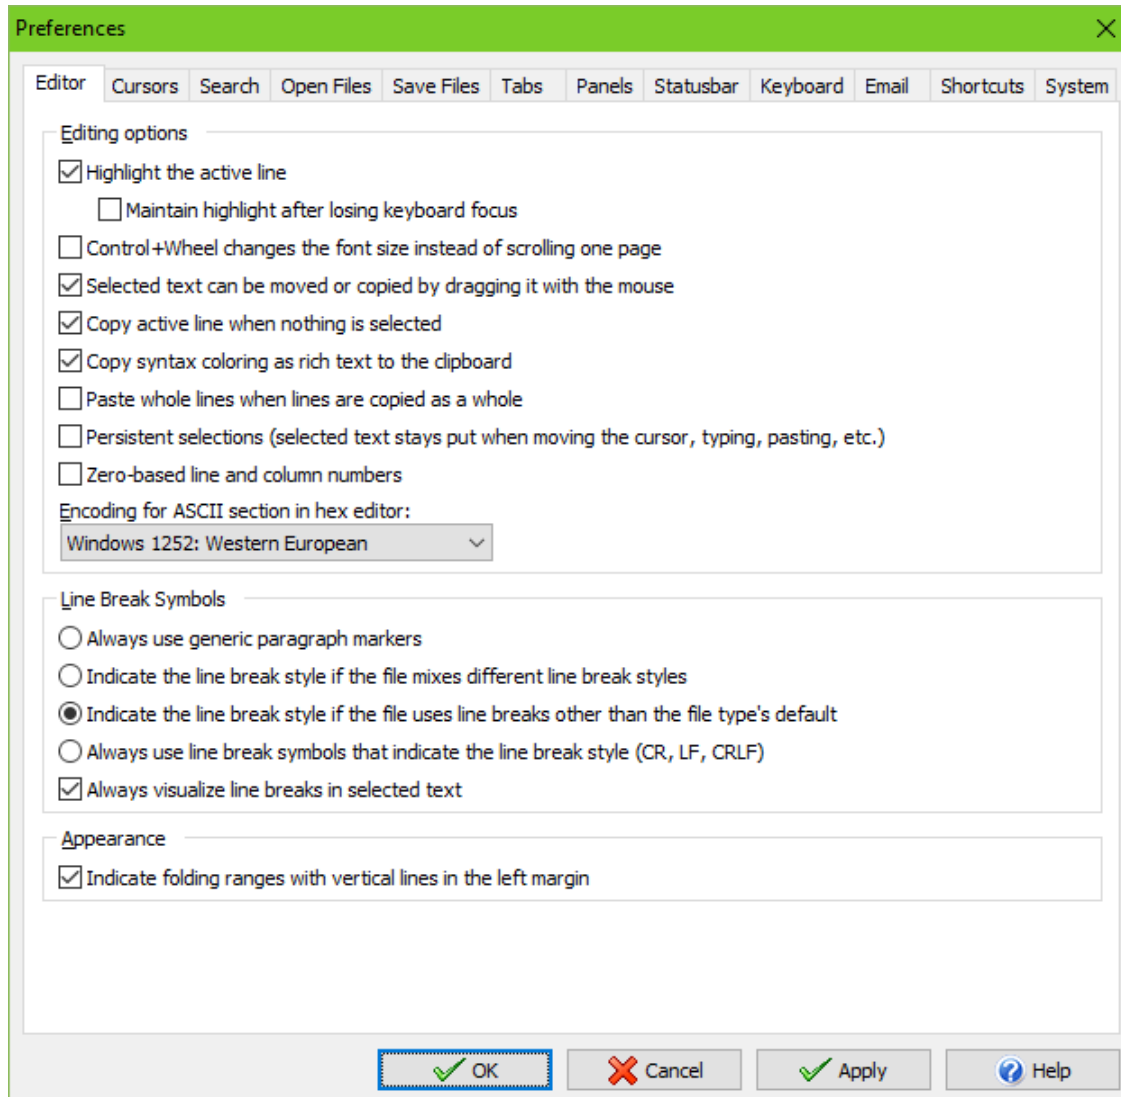 Preferences
Editor Cursors Search Open Files Save Files Tabs Panels Statusbar Keyboard Email Shortcuts System
Editing options
Highlight the active line
Maintain highlight after losing keyboard focus
Control+Wheel changes the font size instead of scrolling one page
Selected text can be moved or copied by dragging it with the mouse
Copy active line when nothing is selected
Copy syntax coloring as rich text to the clipboard
Paste whole lines when lines are copied as a whole
Persistent selections (selected text stays put when moving the cursor, typing, pasting, etc.)
Zero-based line and column numbers
Encoding for ASCII section in hex editor:
Windows 1252: Western European
Line Break Symbols
Always use generic paragraph markers
Indicate the line break style if the file mixes different line break styles
Indicate the line break style if the file uses line breaks other than the file type's default
Always use line break symbols that indicate the line break style (CR, LF, CRLF)
Always visualize line breaks in selected text
Appearance
Indicate folding ranges with vertical lines in the left margin
OK Cancel Apply Help